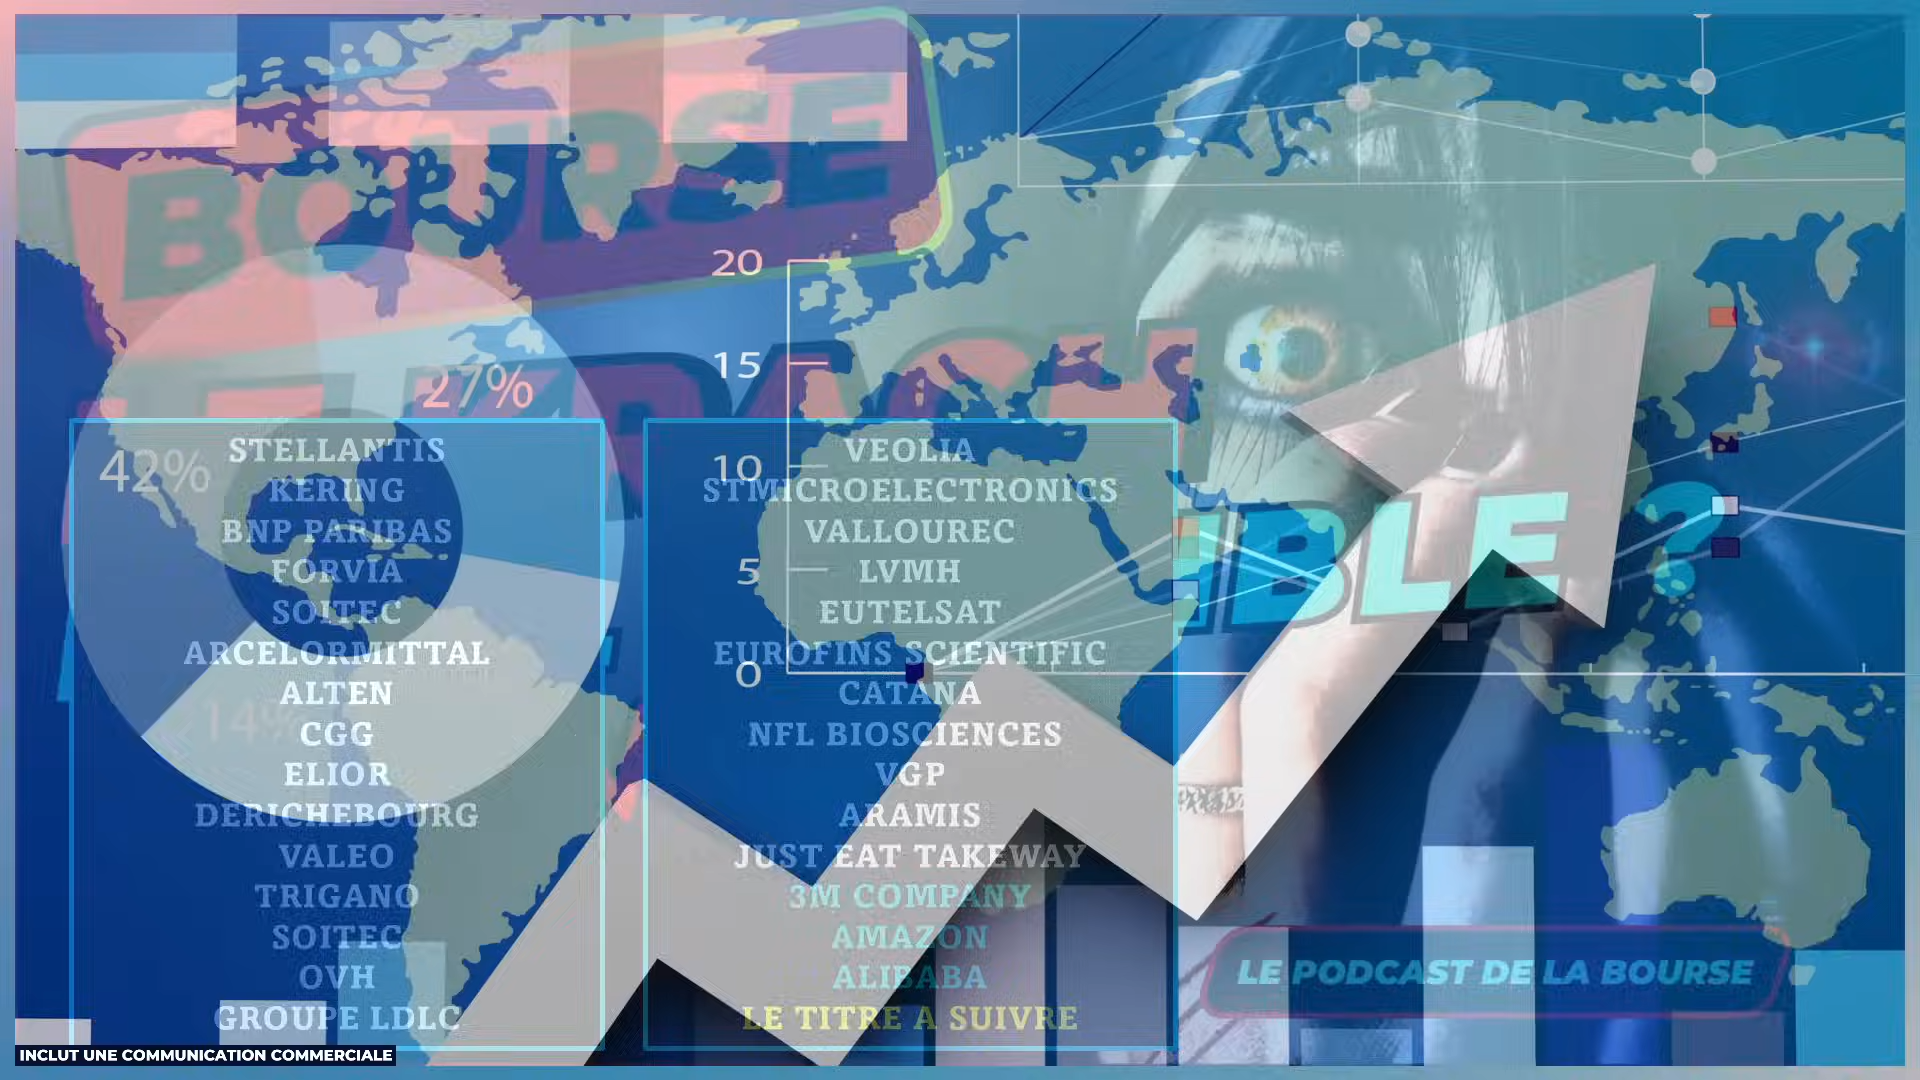 BOURSE
LE KRACH
IBLE ?
20
15
10
5
0
27%
42%
14%
STELLANTIS
KERING
BNP PARIBAS
FORVIA
SOITEC
ARCELORMITTAL
ALTEN
CGG
ELIOR
DERICHEBOURG
VALEO
TRIGANO
SOITEC
OVH
GROUPE LDLC
VEOLIA
STMICROELECTRONICS
VALLOUREC
LVMH
EUTELSAT
EUROFINS SCIENTIFIC
CATANA
NFL BIOSCIENCES
VGP
ARAMIS
JUST EAT TAKEWAY
3M COMPANY
AMAZON
ALIBABA
LE TITRE A SUIVRE
LE PODCAST DE LA BOURSE
INCLUT UNE COMMUNICATION COMMERCIALE